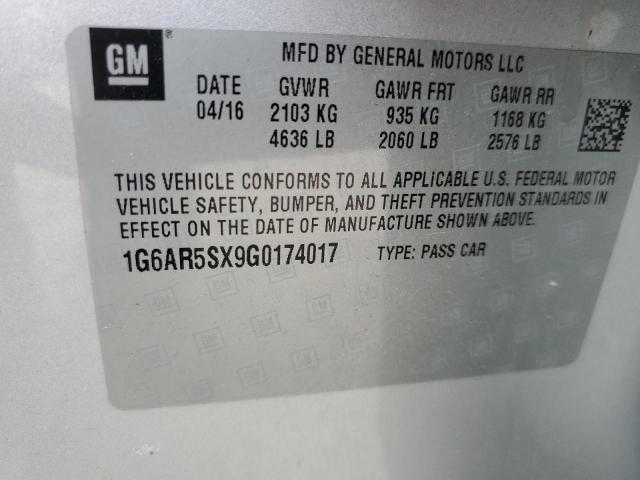 GM ®
MFD BY GENERAL MOTORS LLC
DATE GVWR GAWR FRT GAWR RR
04/16 2103 KG 935 KG 1168 KG
4636 LB 2060 LB 2576 LB
THIS VEHICLE CONFORMS TO ALL APPLICABLE U.S. FEDERAL MOTOR
VEHICLE SAFETY, BUMPER, AND THEFT PREVENTION STANDARDS IN
EFFECT ON THE DATE OF MANUFACTURE SHOWN ABOVE.
1G6AR5SX9G0174017 TYPE: PASS CAR